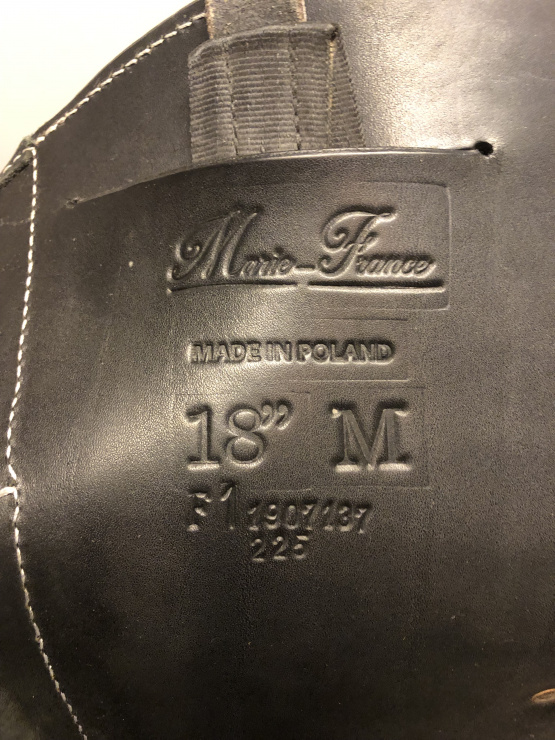 Marie-France
MADE IN POLAND
18” M
F1 1907137
225